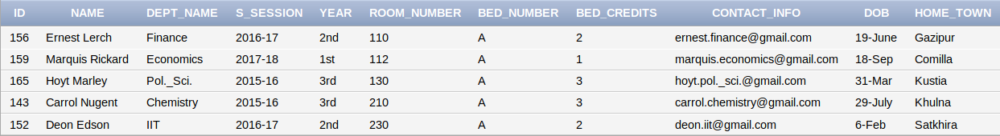 ID NAME DEPT_NAME S_SESSION YEAR ROOM_NUMBER BED_NUMBER BED_CREDITS CONTACT_INFO DOB HOME_TOWN
156 Ernest Lerch Finance 2016-17 2nd 110 A 2 ernest.finance@gmail.com 19-June Gazipur
159 Marquis Rickard Economics 2017-18 1st 112 A 1 marquis.economics@gmail.com 18-Sep Comilla
165 Hoyt Marley Pol._Sci. 2015-16 3rd 130 A 3 hoyt.pol._sci.@gmail.com 31-Mar Kustia
143 Carrol Nugent Chemistry 2015-16 3rd 210 A 3 carrol.chemistry@gmail.com 29-July Khulna
152 Deon Edson IIT 2016-17 2nd 230 A 2 deon.iit@gmail.com 6-Feb Satkhira